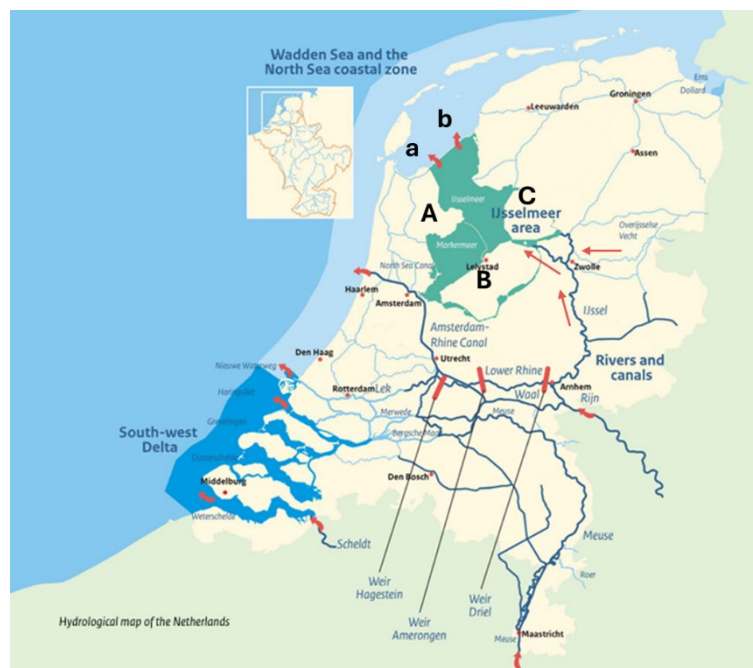 Wadden Sea and the
North Sea coastal zone
Ems
Dollard
Groningen
Leeuwarden
Assen
b
a
A
C
B
IJsselmeer
IJsselmeer
area
Markermeer
Overijsselse
Vecht
Lelystad
Zwolle
North Sea Canal
Haarlem
Amsterdam
IJssel
Amsterdam-
Rhine Canal
Den Haag
Utrecht
Rivers and
canals
Nieuwe Waterweg
Lower Rhine
Rotterdam
Lek
Arnhem
Waal
Rijn
Haringvliet
Merwede
Meuse
Grevelingen
Bergsche Maas
South-west
Delta
Oosterschelde
Den Bosch
Middelburg
Westerschelde
Scheldt
Meuse
Roer
Weir
Hagestein
Weir
Amerongen
Weir
Driel
Hydrological map of the Netherlands
Meuse
Maastricht